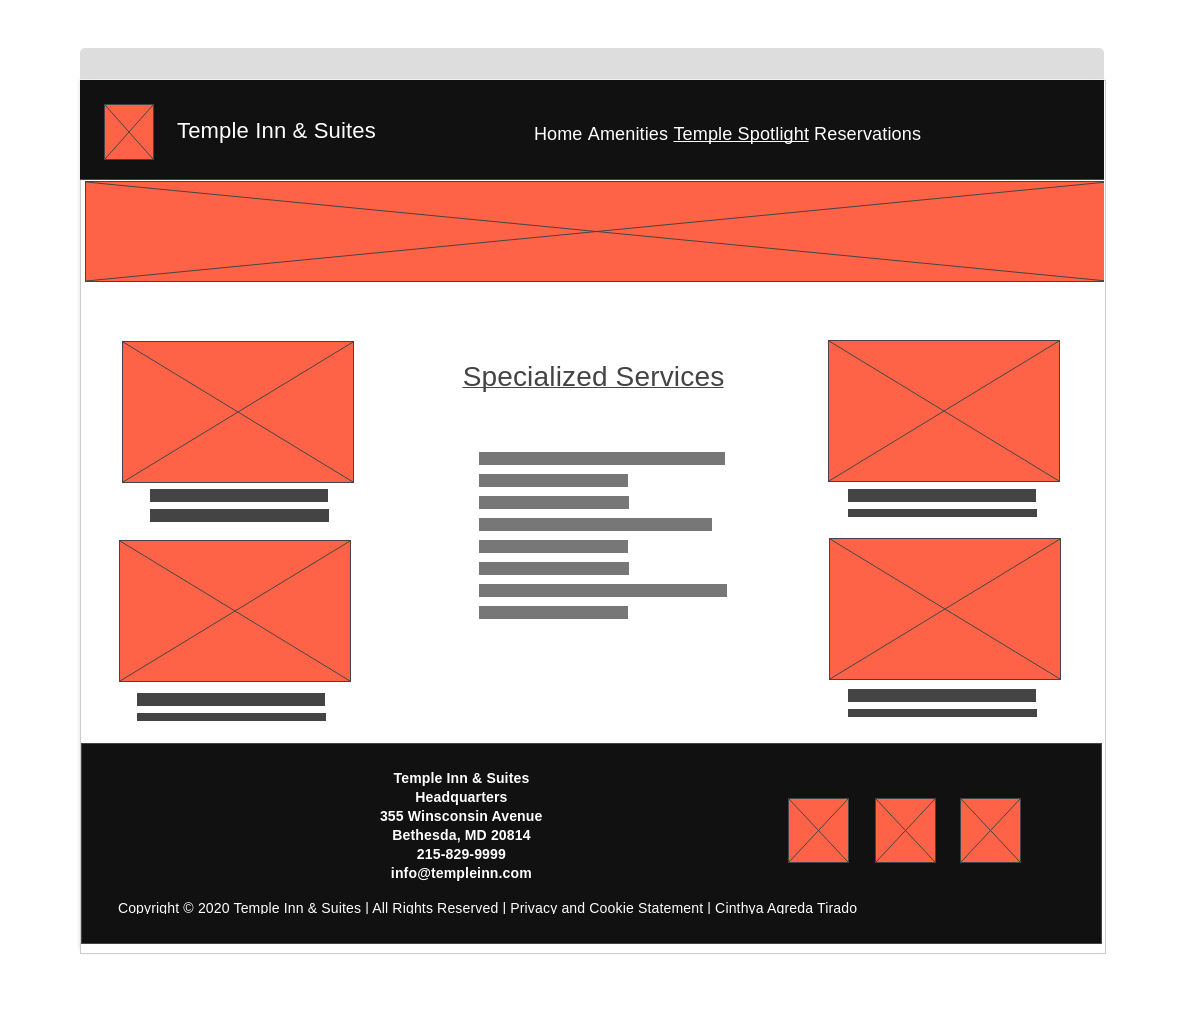 Temple Inn & Suites
Home Amenities Temple Spotlight Reservations
Specialized Services
Temple Inn & Suites
Headquarters
355 Winsconsin Avenue
Bethesda, MD 20814
215-829-9999
info@templeinn.com
Copyright © 2020 Temple Inn & Suites | All Rights Reserved | Privacy and Cookie Statement | Cinthya Agreda Tirado